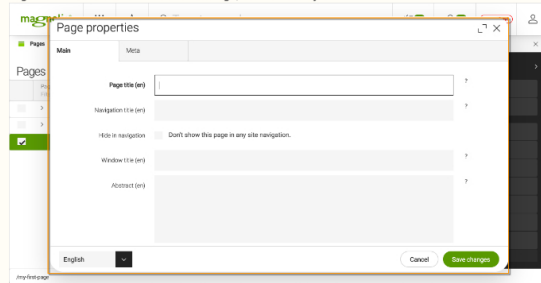 magnolia
Pages
Page properties
Main
Meta
Pages
Page title (en)
?
Navigation title (en)
?
Hide in navigation
Don't show this page in any site navigation.
Window title (en)
?
Abstract (en)
?
English
Cancel
Save changes
/my-first-page